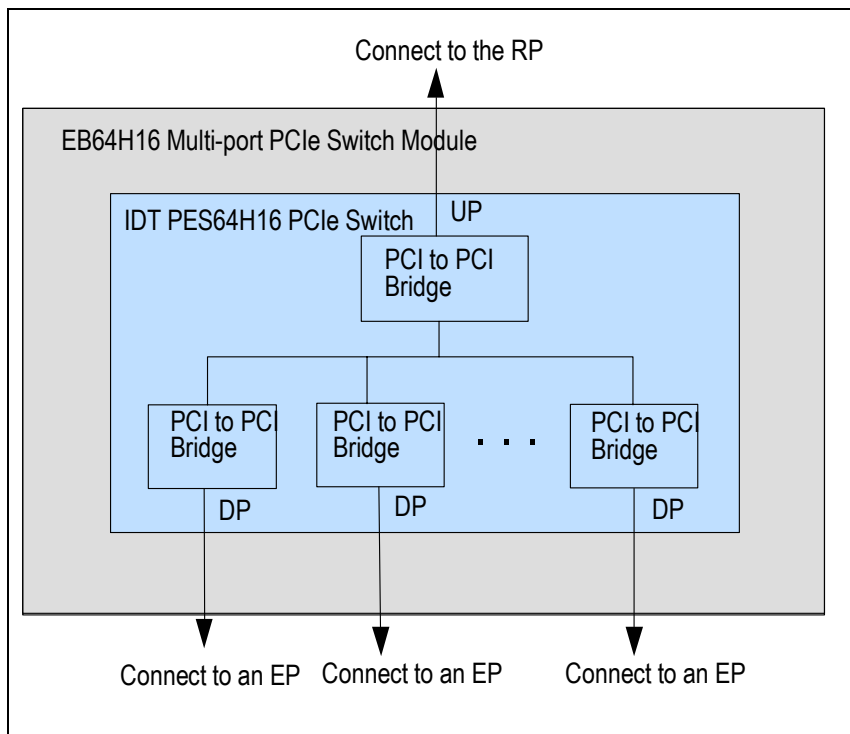 Connect to the RP
EB64H16 Multi-port PCIe Switch Module
IDT PES64H16 PCIe Switch
UP
PCI to PCI
Bridge
PCI to PCI
Bridge
PCI to PCI
Bridge
. . .
PCI to PCI
Bridge
DP
DP
DP
Connect to an EP
Connect to an EP
Connect to an EP